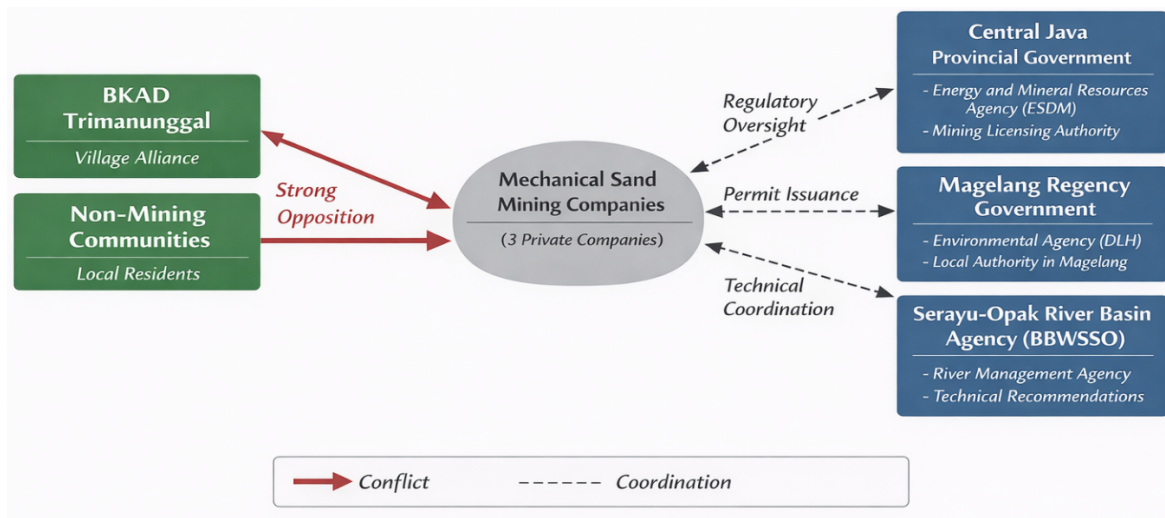 BKAD
Trimanunggal
Village Alliance
Non-Mining
Communities
Local Residents
Strong
Opposition
Mechanical Sand
Mining Companies
(3 Private Companies)
Regulatory
Oversight
Permit Issuance
Technical
Coordination
Central Java
Provincial Government
- Energy and Mineral Resources
Agency (ESDM)
- Mining Licensing Authority
Magelang Regency
Government
- Environmental Agency (DLH)
- Local Authority in Magelang
Serayu-Opak River Basin
Agency (BBWSSO)
- River Management Agency
- Technical Recommendations
Conflict
Coordination